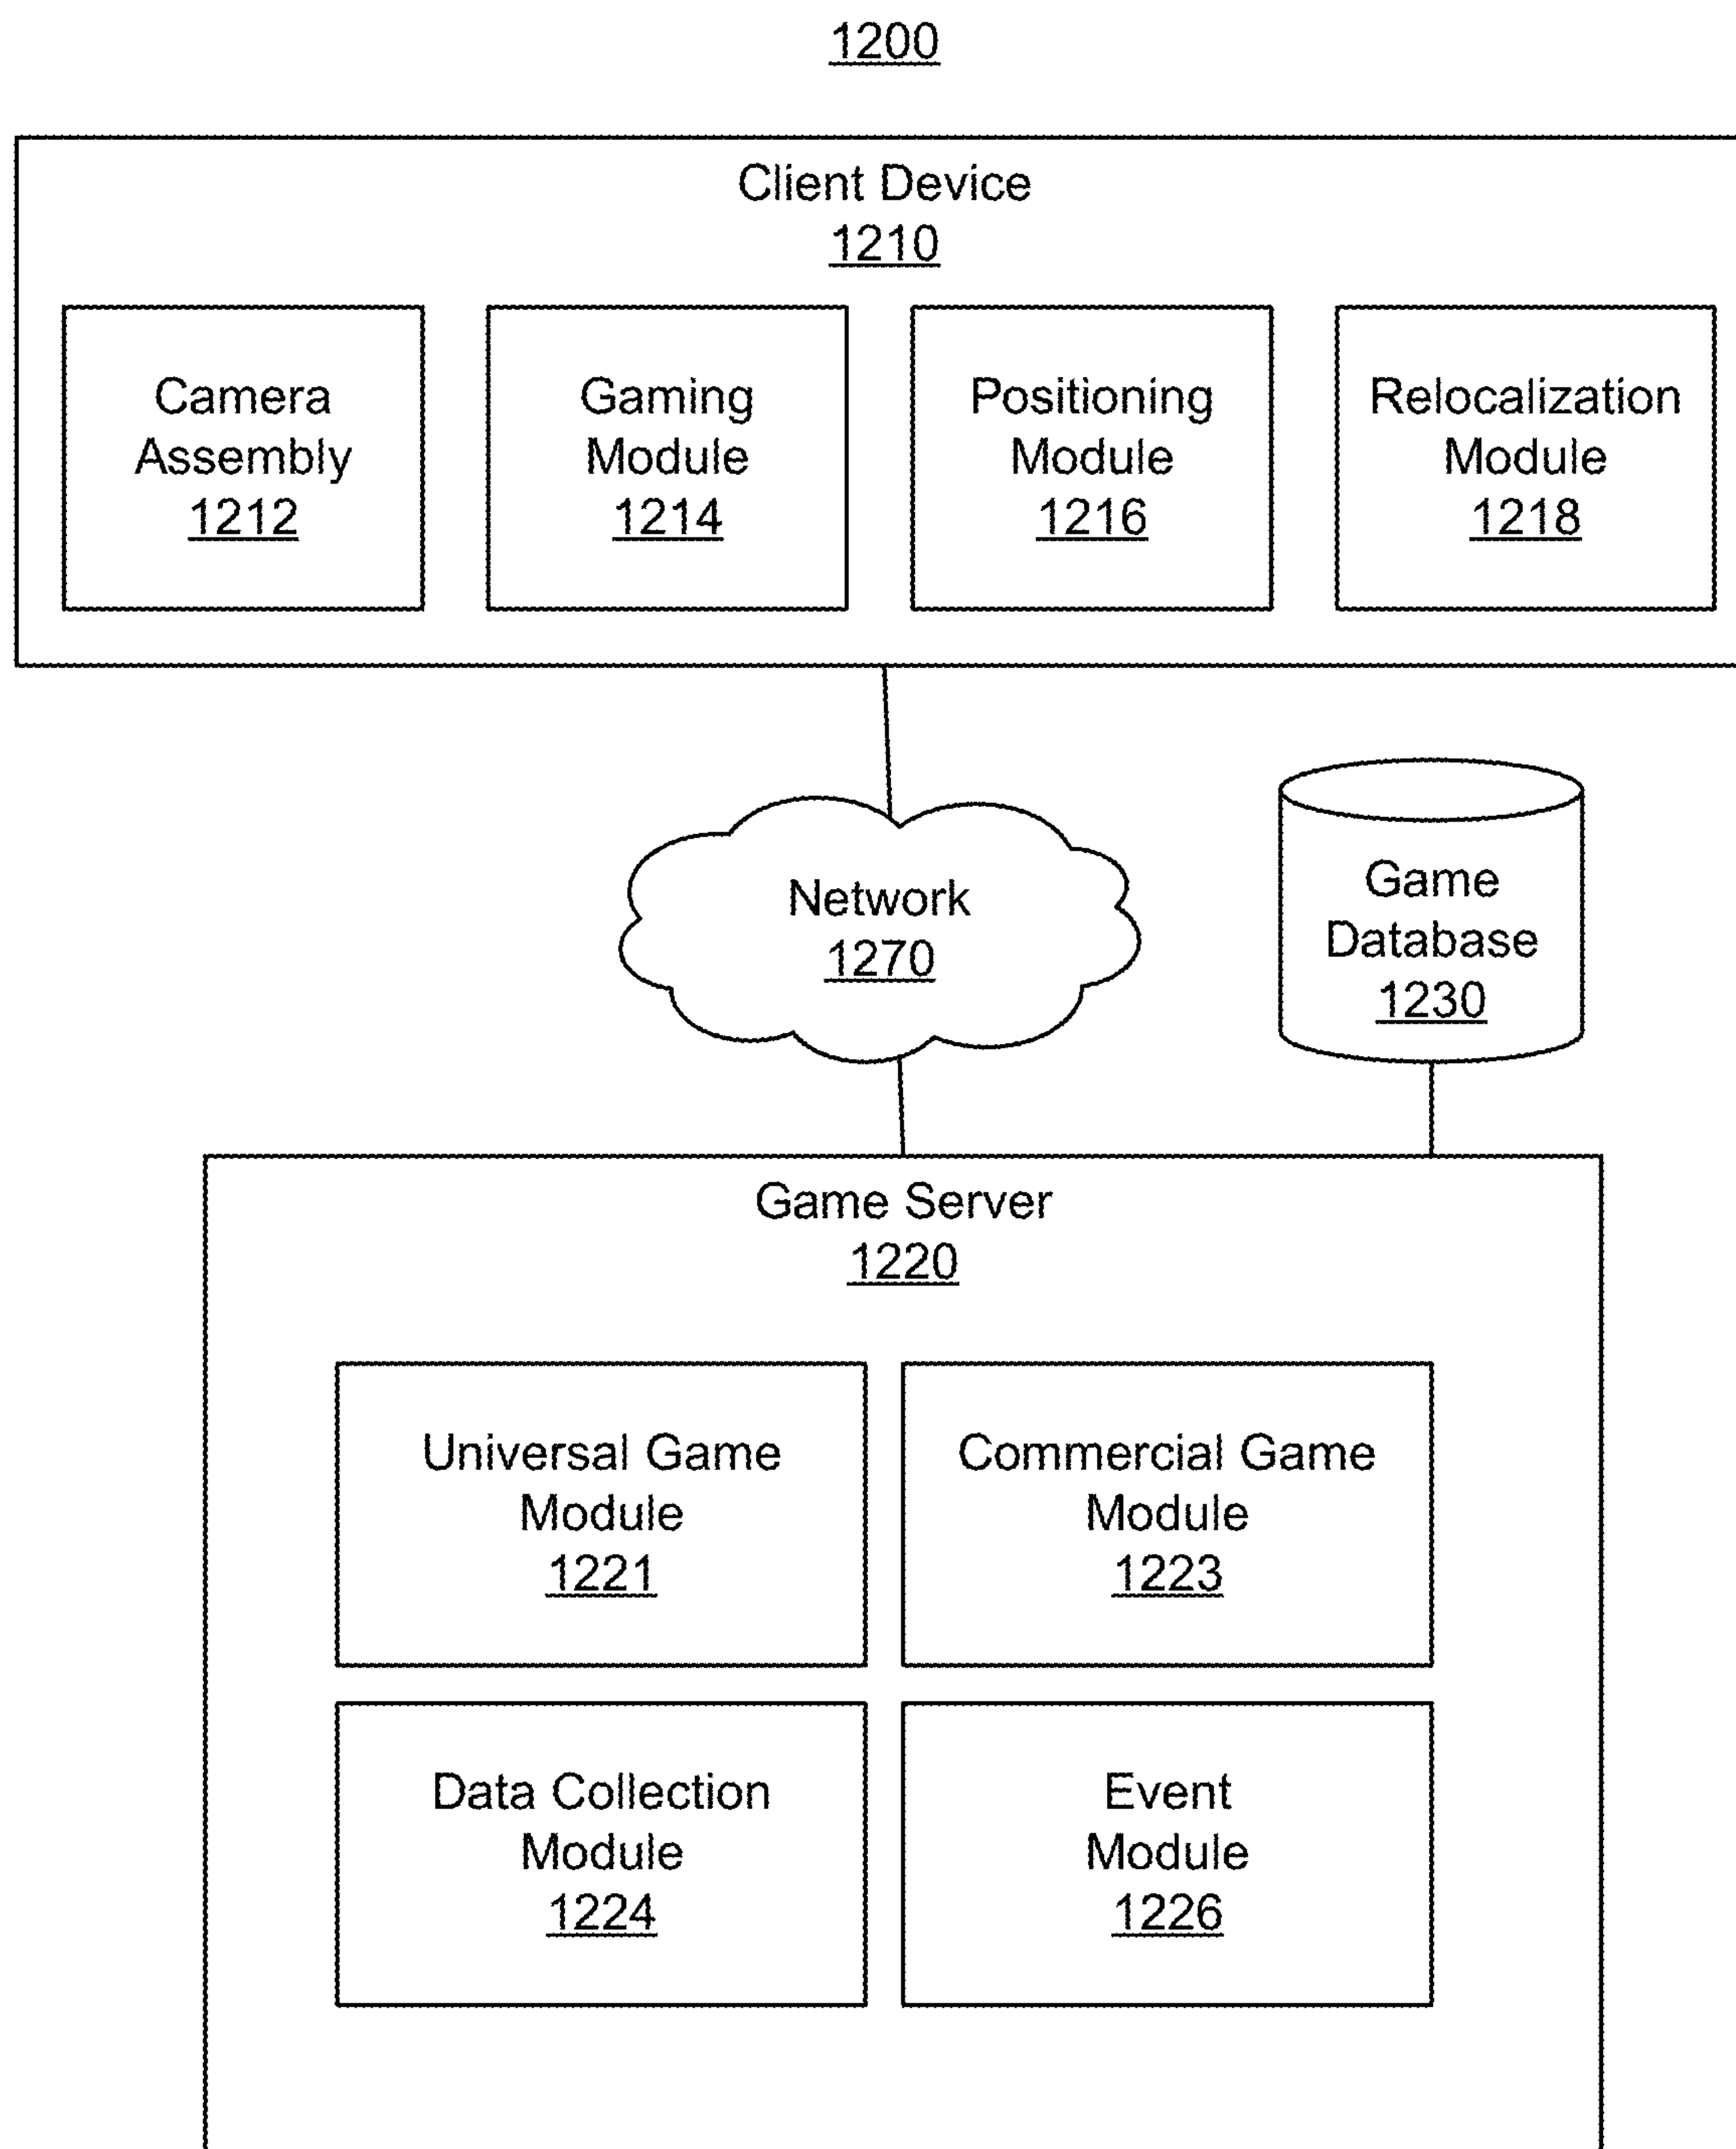 1200
Client Device
1210
Camera
Assembly
1212
Gaming
Module
1214
Positioning
Module
1216
Relocalization
Module
1218
Network
1270
Game
Database
1230
Game Server
1220
Universal Game
Module
1221
Commercial Game
Module
1223
Data Collection
Module
1224
Event
Module
1226